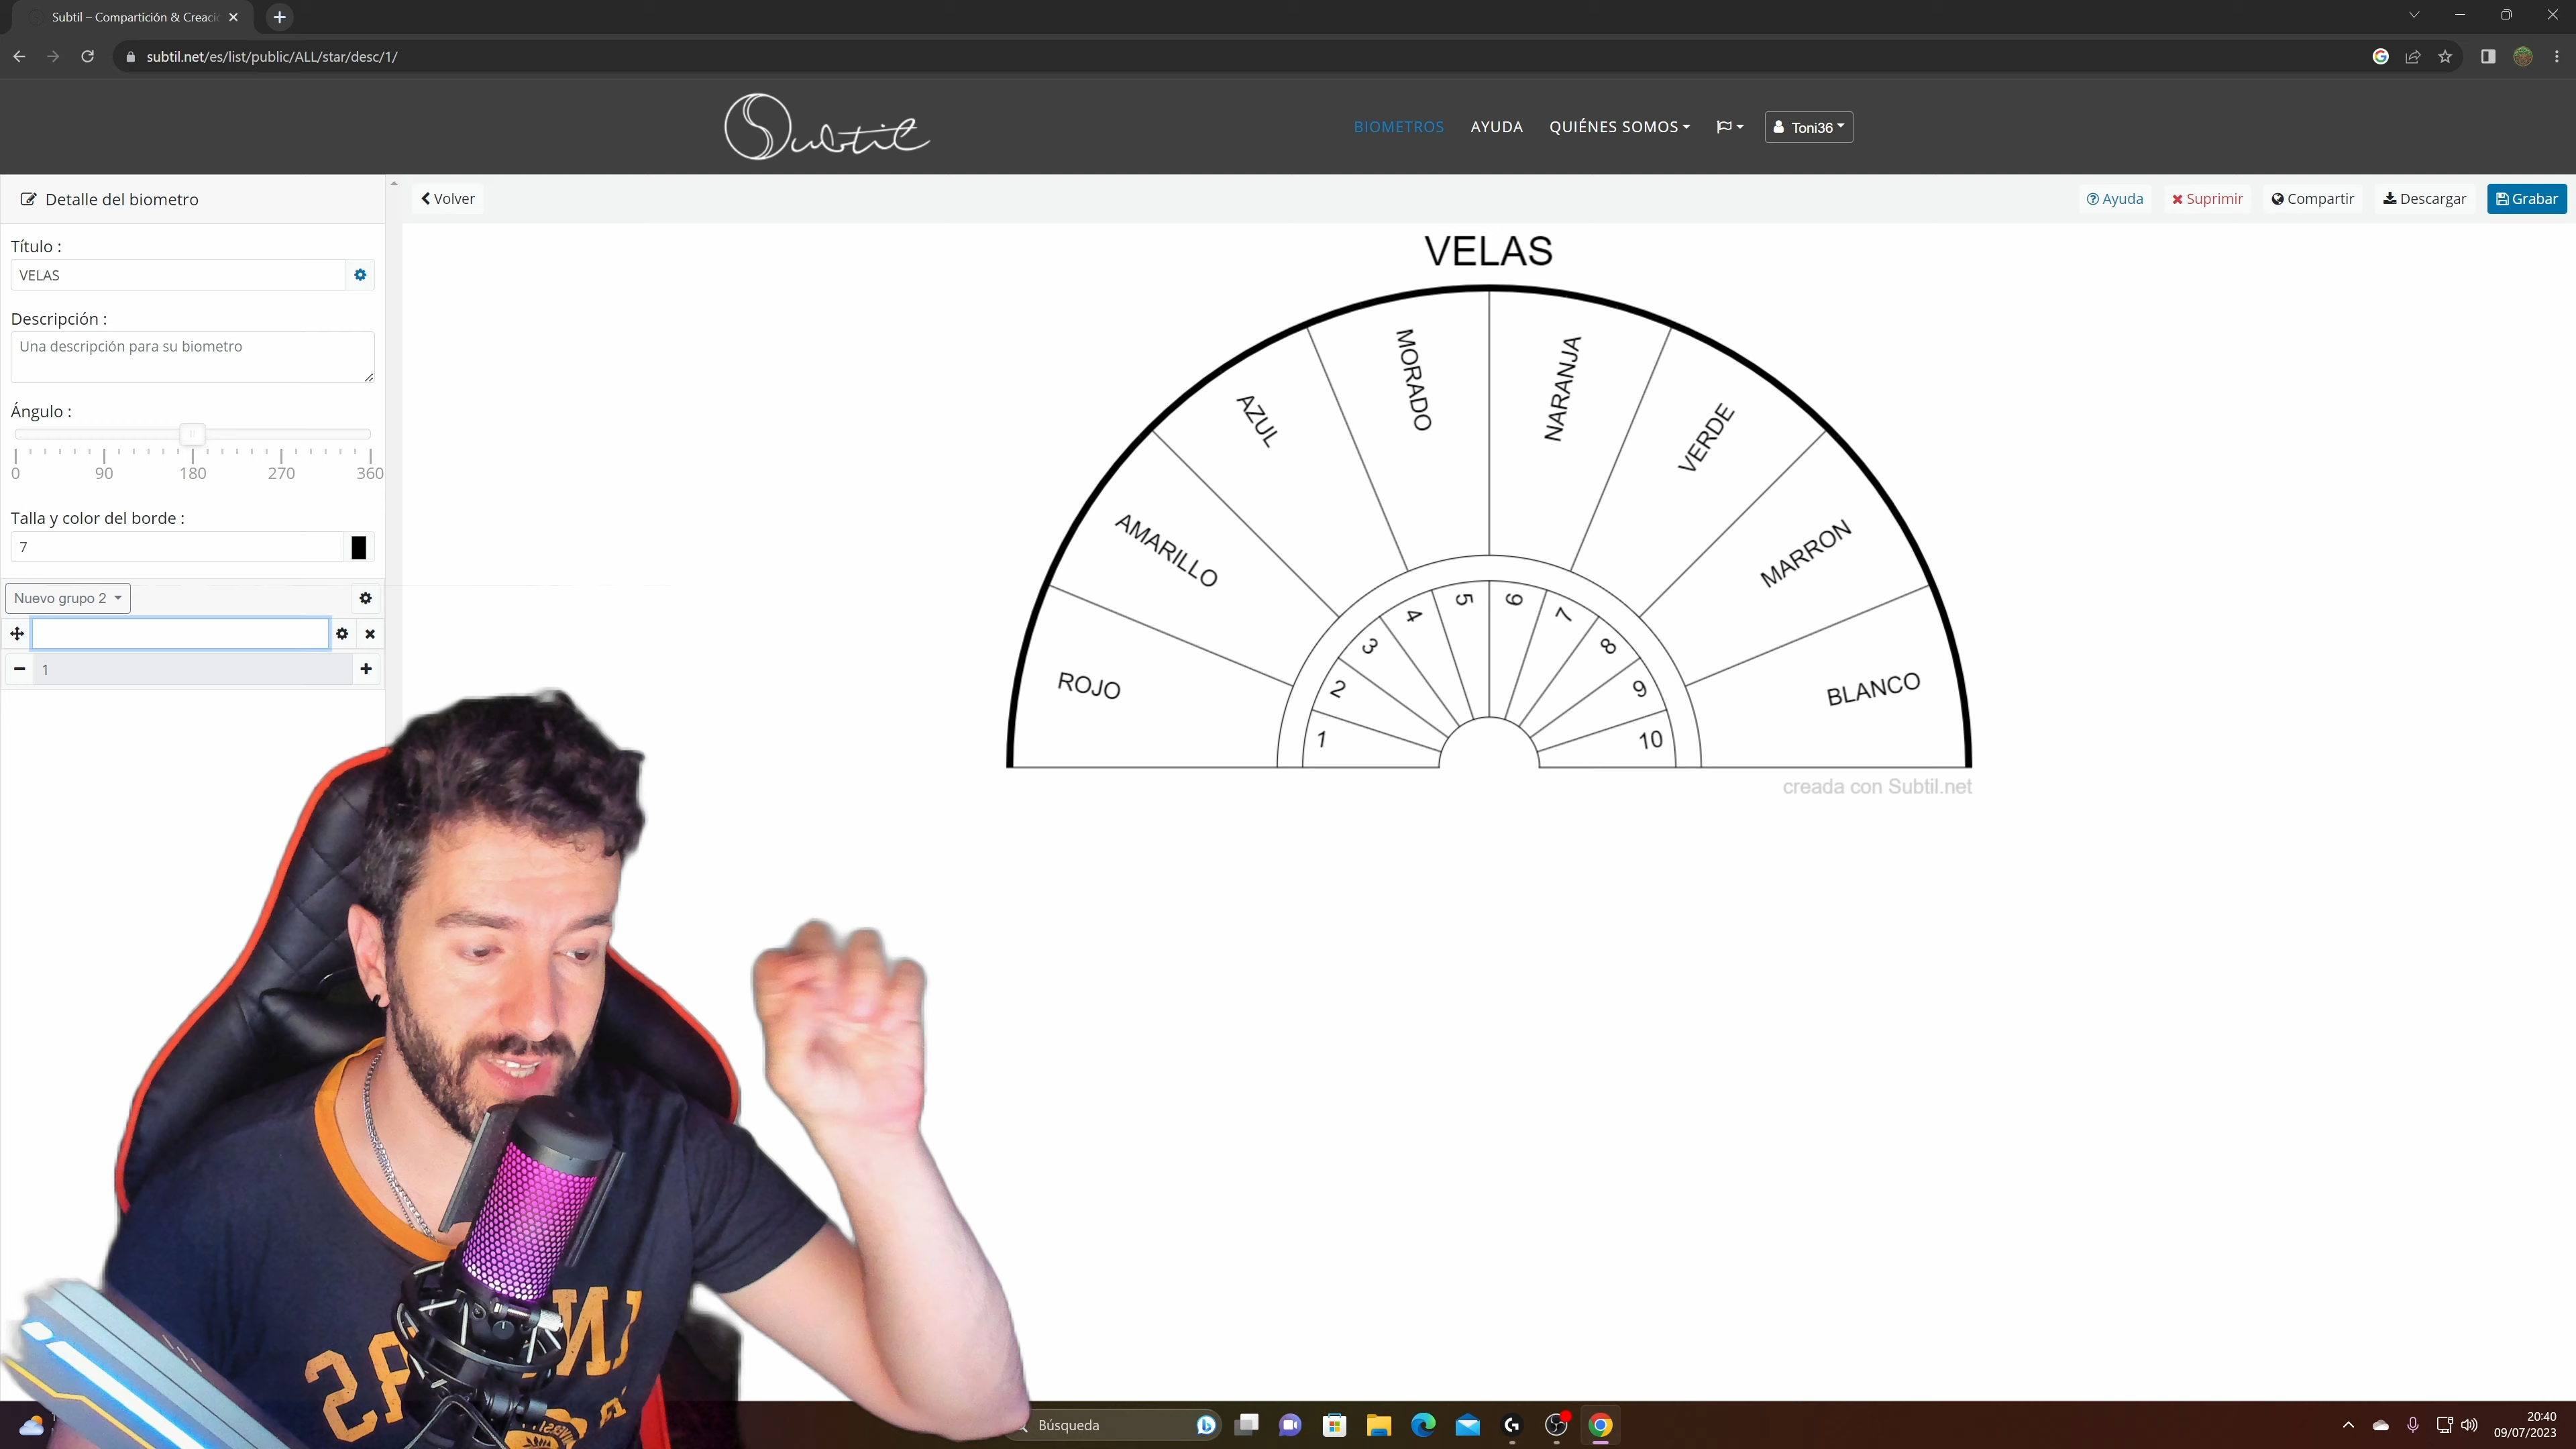 Subtil – Compartición & Creació
subtil.net/es/list/public/ALL/star/desc/1/
Subtil
BIOMETROS
AYUDA
QUIÉNES SOMOS
Toni36
Detalle del biometro
Volver
Ayuda
Suprimir
Compartir
Descargar
Grabar
Título :
VELAS
Descripción :
Una descripción para su biometro
Ángulo :
0 90 180 270 360
Talla y color del borde :
7
Nuevo grupo 2
1
VELAS
ROJO
AMARILLO
AZUL
MORADO
NARANJA
VERDE
MARRON
BLANCO
1
2
3
4
5
6
7
8
9
10
creada con Subtil.net
Búsqueda
20:40
09/07/2023